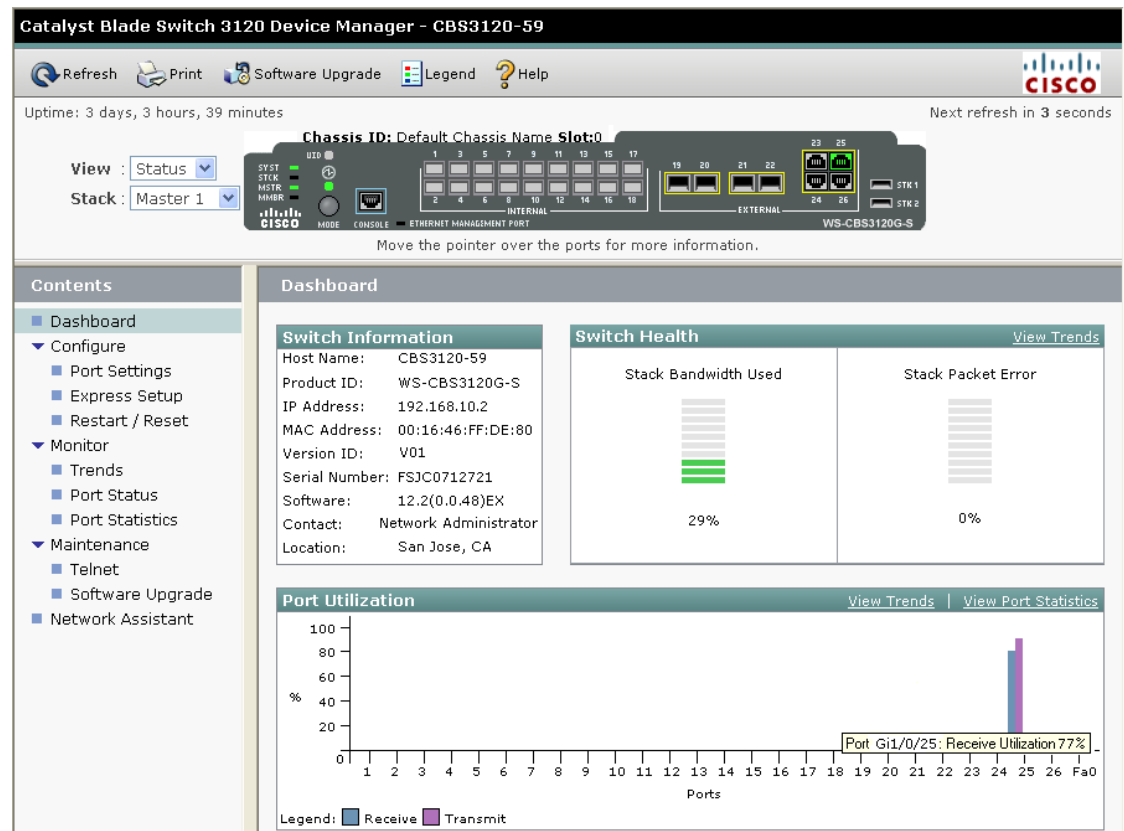 Catalyst Blade Switch 3120 Device Manager - CBS3120-59
Refresh Print Software Upgrade Legend Help
CISCO
Uptime: 3 days, 3 hours, 39 minutes Next refresh in 3 seconds
Chassis ID: Default Chassis Name Slot:0
View : Status
Stack : Master 1
UID
SYST
STCK
MSTR
MMBR
CISCO
MODE
CONSOLE
ETHERNET MANAGEMENT PORT
1 3 5 7 9 11 13 15 17
2 4 6 8 10 12 14 16 18
INTERNAL
19 20 21 22
EXTERNAL
23 25
24 26
STK 1
STK 2
WS-CBS3120G-S
Move the pointer over the ports for more information.
Contents
Dashboard
Configure
Port Settings
Express Setup
Restart / Reset
Monitor
Trends
Port Status
Port Statistics
Maintenance
Telnet
Software Upgrade
Network Assistant
Dashboard
Switch Information
Host Name: CBS3120-59
Product ID: WS-CBS3120G-S
IP Address: 192.168.10.2
MAC Address: 00:16:46:FF:DE:80
Version ID: V01
Serial Number: FSJC0712721
Software: 12.2(0.0.48)EX
Contact: Network Administrator
Location: San Jose, CA
Switch Health View Trends
Stack Bandwidth Used Stack Packet Error
29% 0%
Port Utilization View Trends | View Port Statistics
100
80
60
%
40
20
Port Gi1/0/25: Receive Utilization 77%
0
1 2 3 4 5 6 7 8 9 10 11 12 13 14 15 16 17 18 19 20 21 22 23 24 25 26 Fa0
Ports
Legend: Receive Transmit